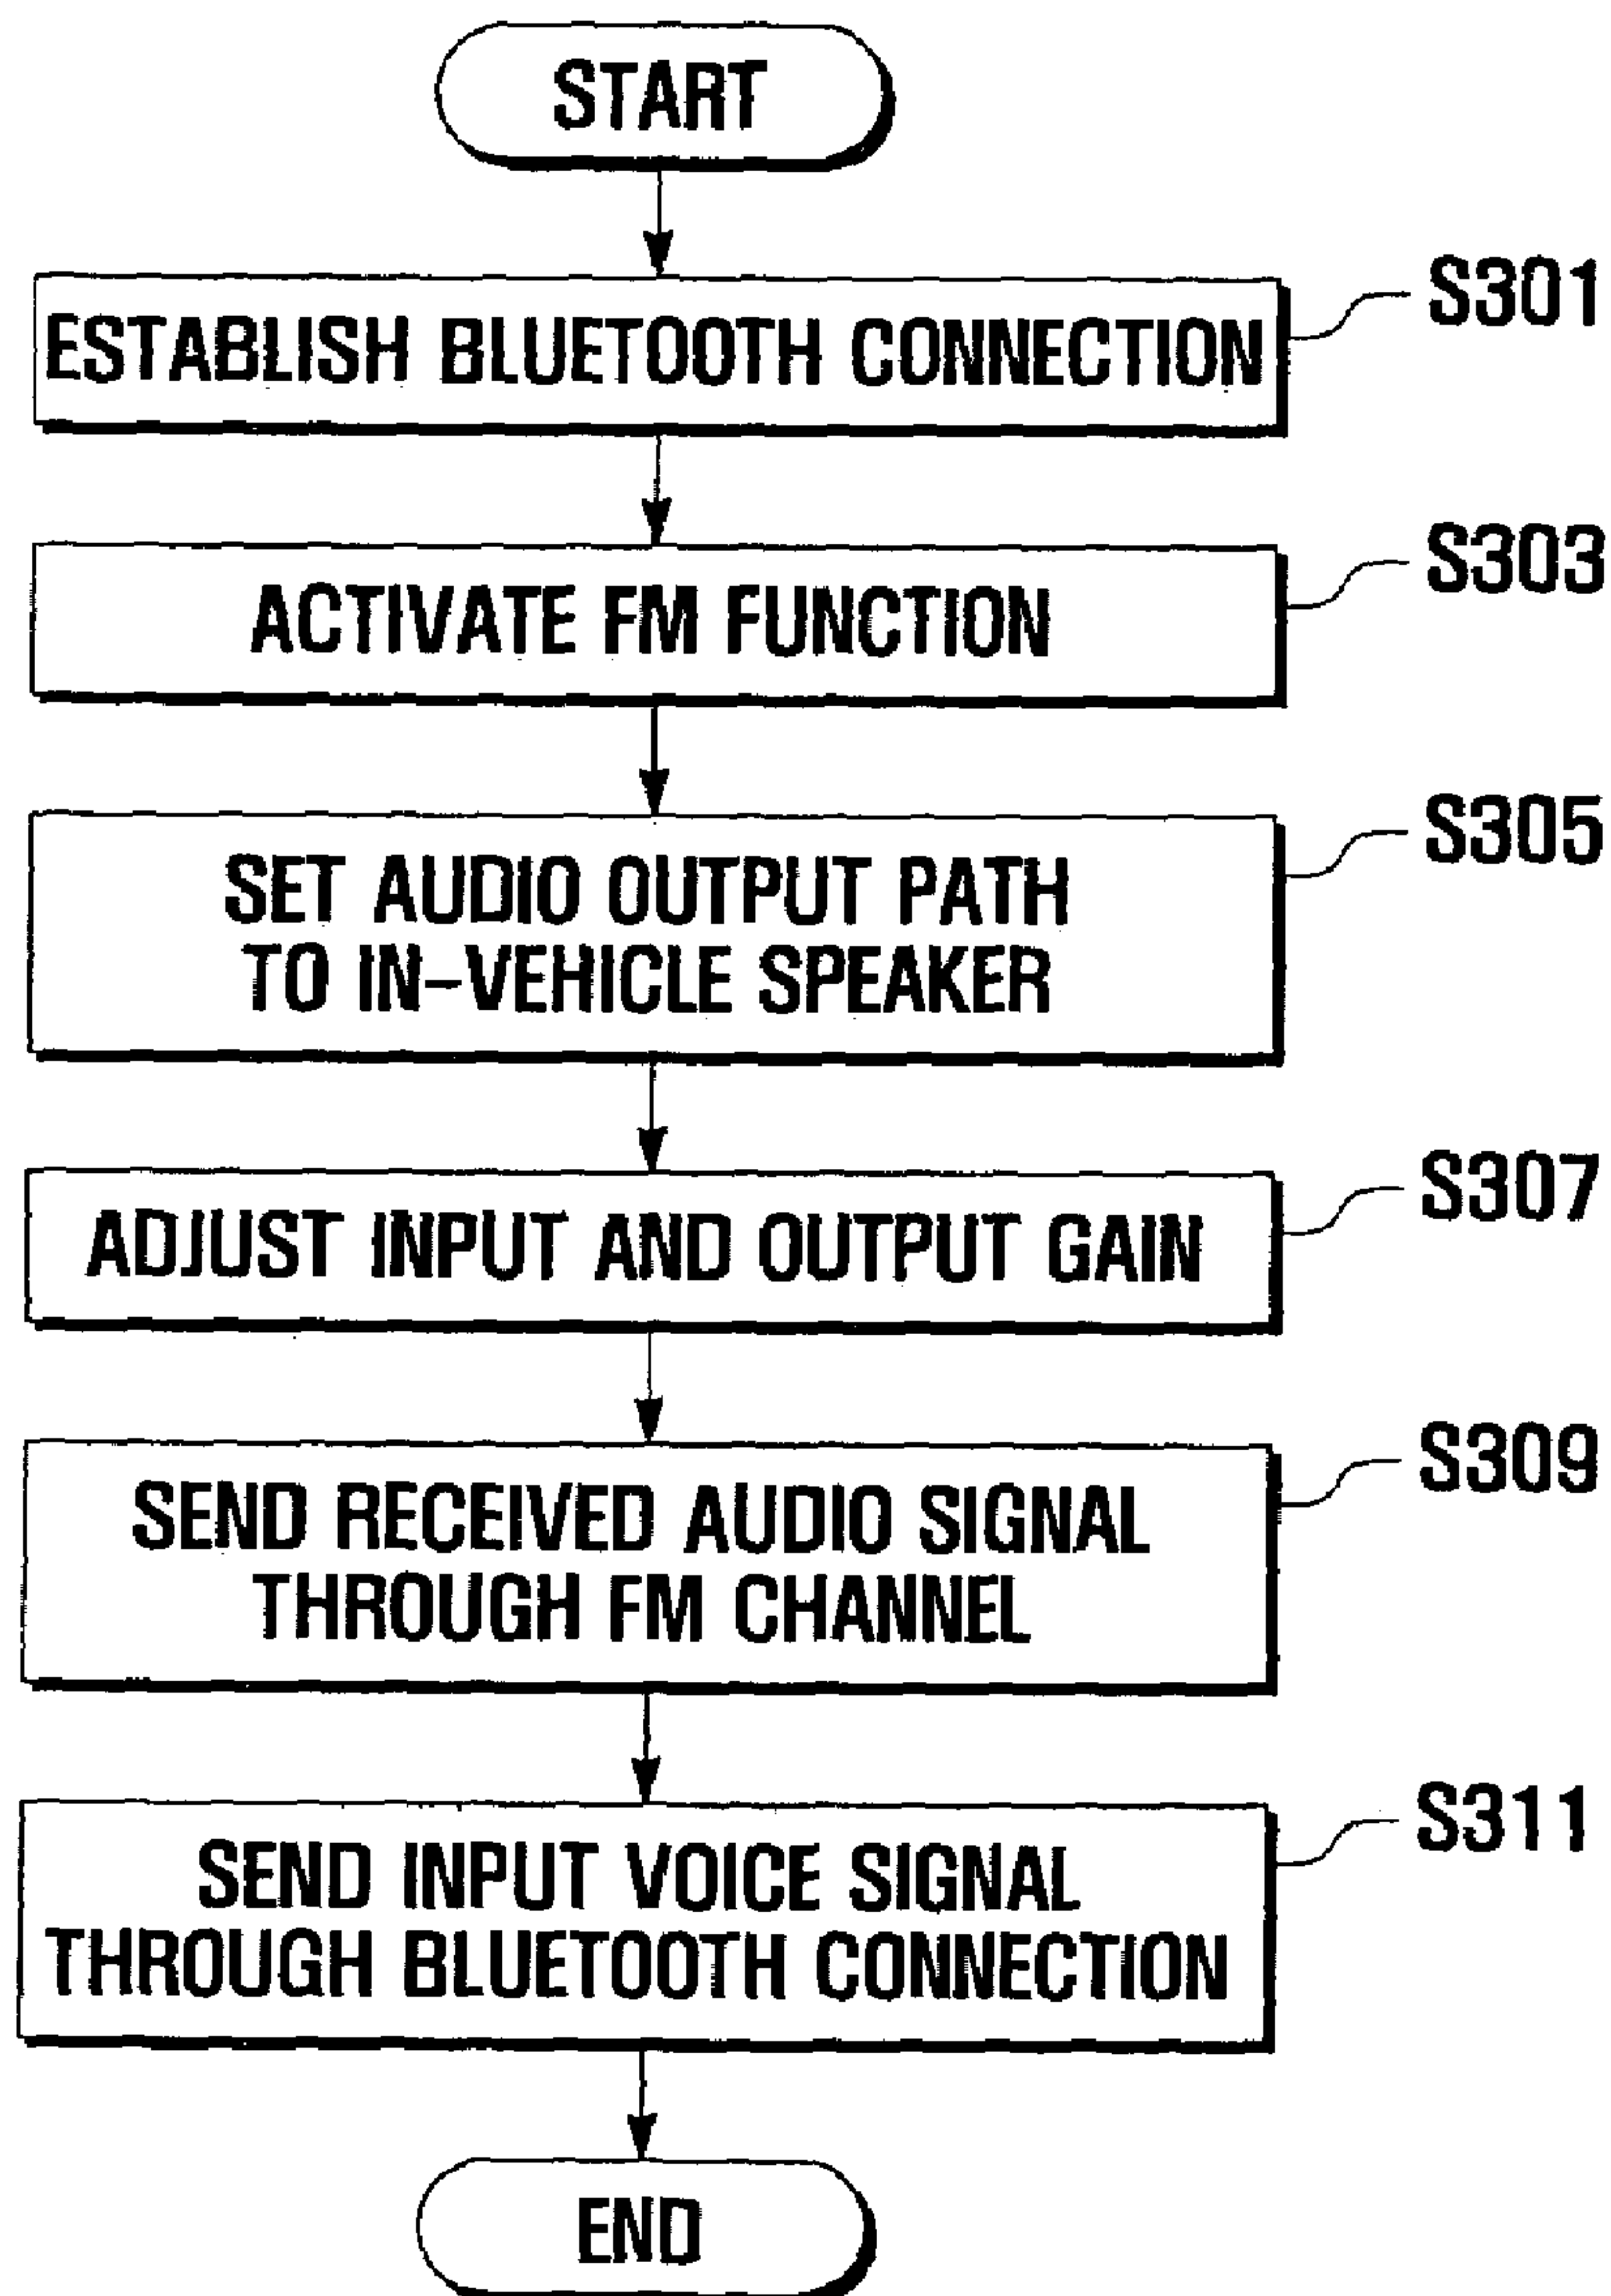 START
ESTABLISH BLUETOOTH CONNECTION
S301
ACTIVATE FM FUNCTION
S303
SET AUDIO OUTPUT PATH
TO IN-VEHICLE SPEAKER
S305
ADJUST INPUT AND OUTPUT GAIN
S307
SEND RECEIVED AUDIO SIGNAL
THROUGH FM CHANNEL
S309
SEND INPUT VOICE SIGNAL
THROUGH BLUETOOTH CONNECTION
S311
END